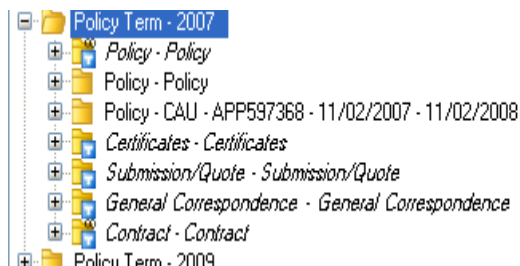 Policy Term - 2007
Policy - Policy
Policy - Policy
Policy - CAU - APP597368 - 11/02/2007 - 11/02/2008
Certificates - Certificates
Submission/Quote - Submission/Quote
General Correspondence - General Correspondence
Contract - Contract
Policy Term - 2009